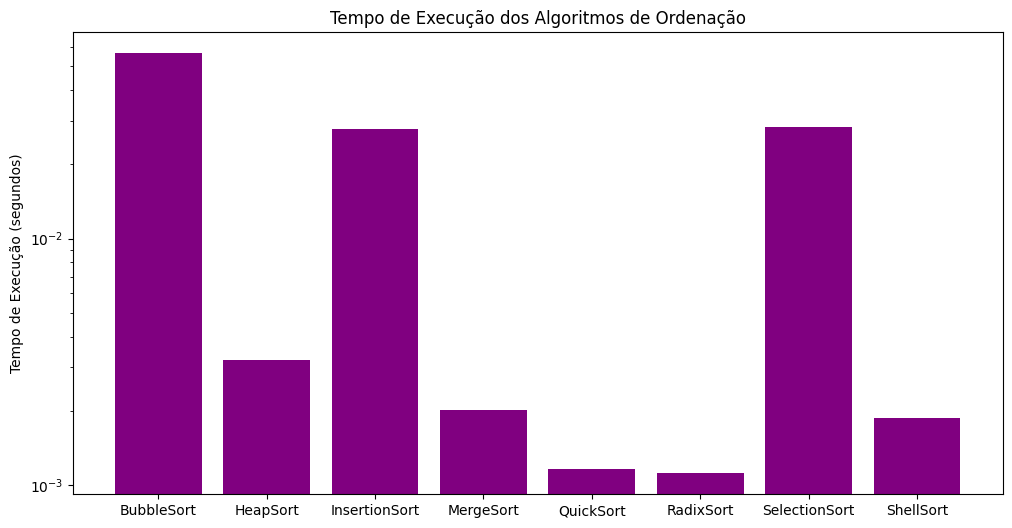 Tempo de Execução dos Algoritmos de Ordenação
Tempo de Execução (segundos)
10⁻²
10⁻³
BubbleSort HeapSort InsertionSort MergeSort QuickSort RadixSort SelectionSort ShellSort